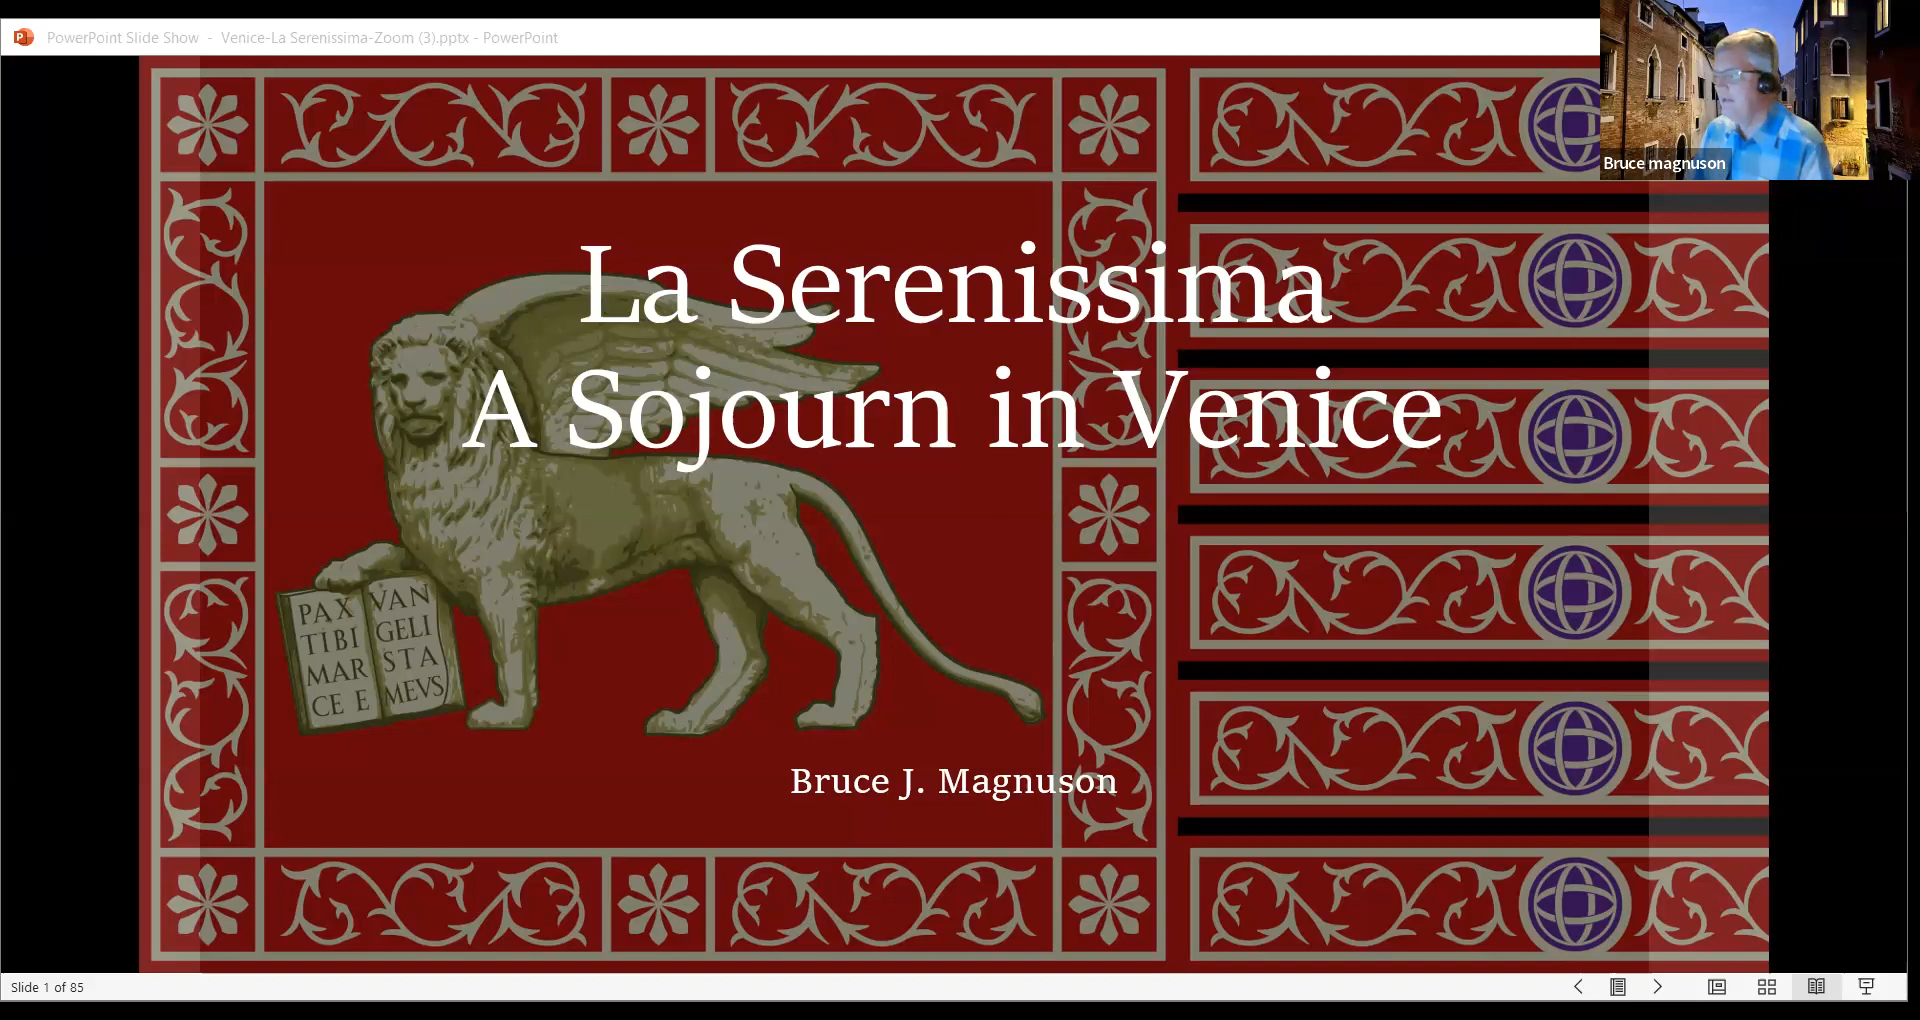 PowerPoint Slide Show - Venice-La Serenissima-Zoom (3).pptx - PowerPoint
Bruce magnuson
La Serenissima
A Sojourn in Venice
PAX
TIBI
MAR
CE E
VAN
GELI
STA
MEVS
Bruce J. Magnuson
Slide 1 of 85